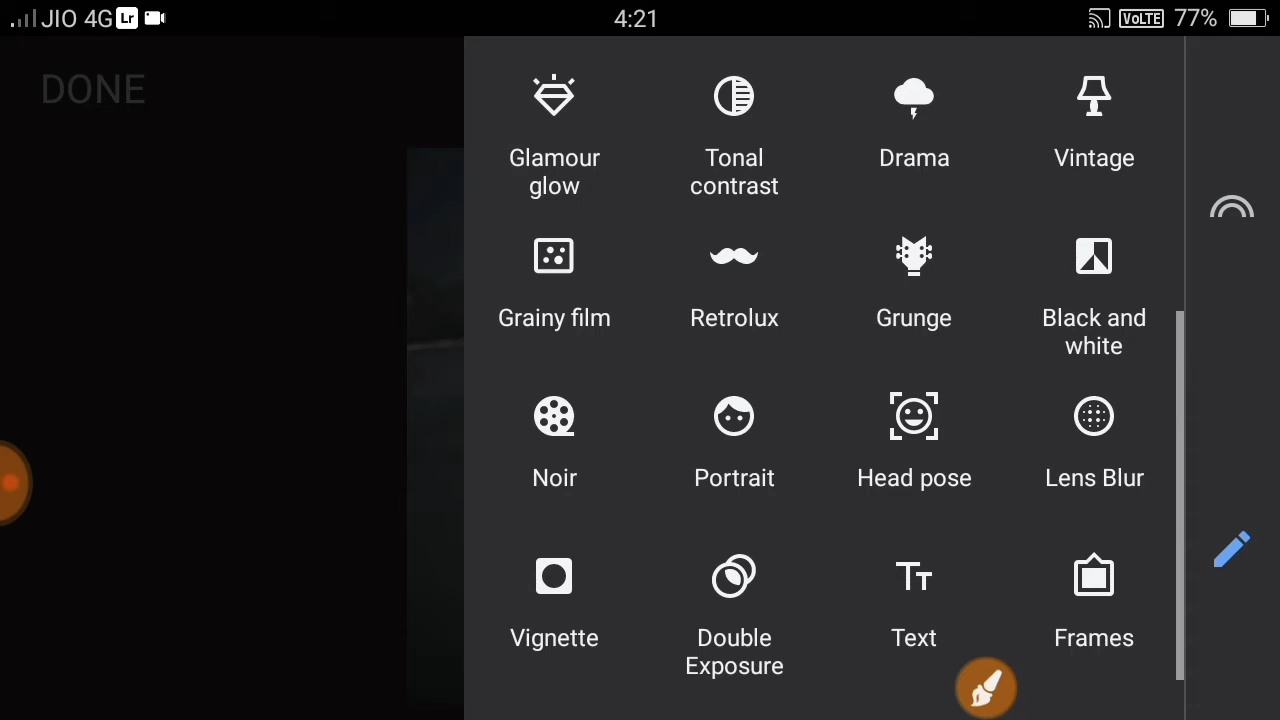 JIO 4G Lr 4:21 VoLTE 77%
DONE
Glamour glow
Tonal contrast
Drama
Vintage
Grainy film
Retrolux
Grunge
Black and white
Noir
Portrait
Head pose
Lens Blur
Vignette
Double Exposure
Text
Frames